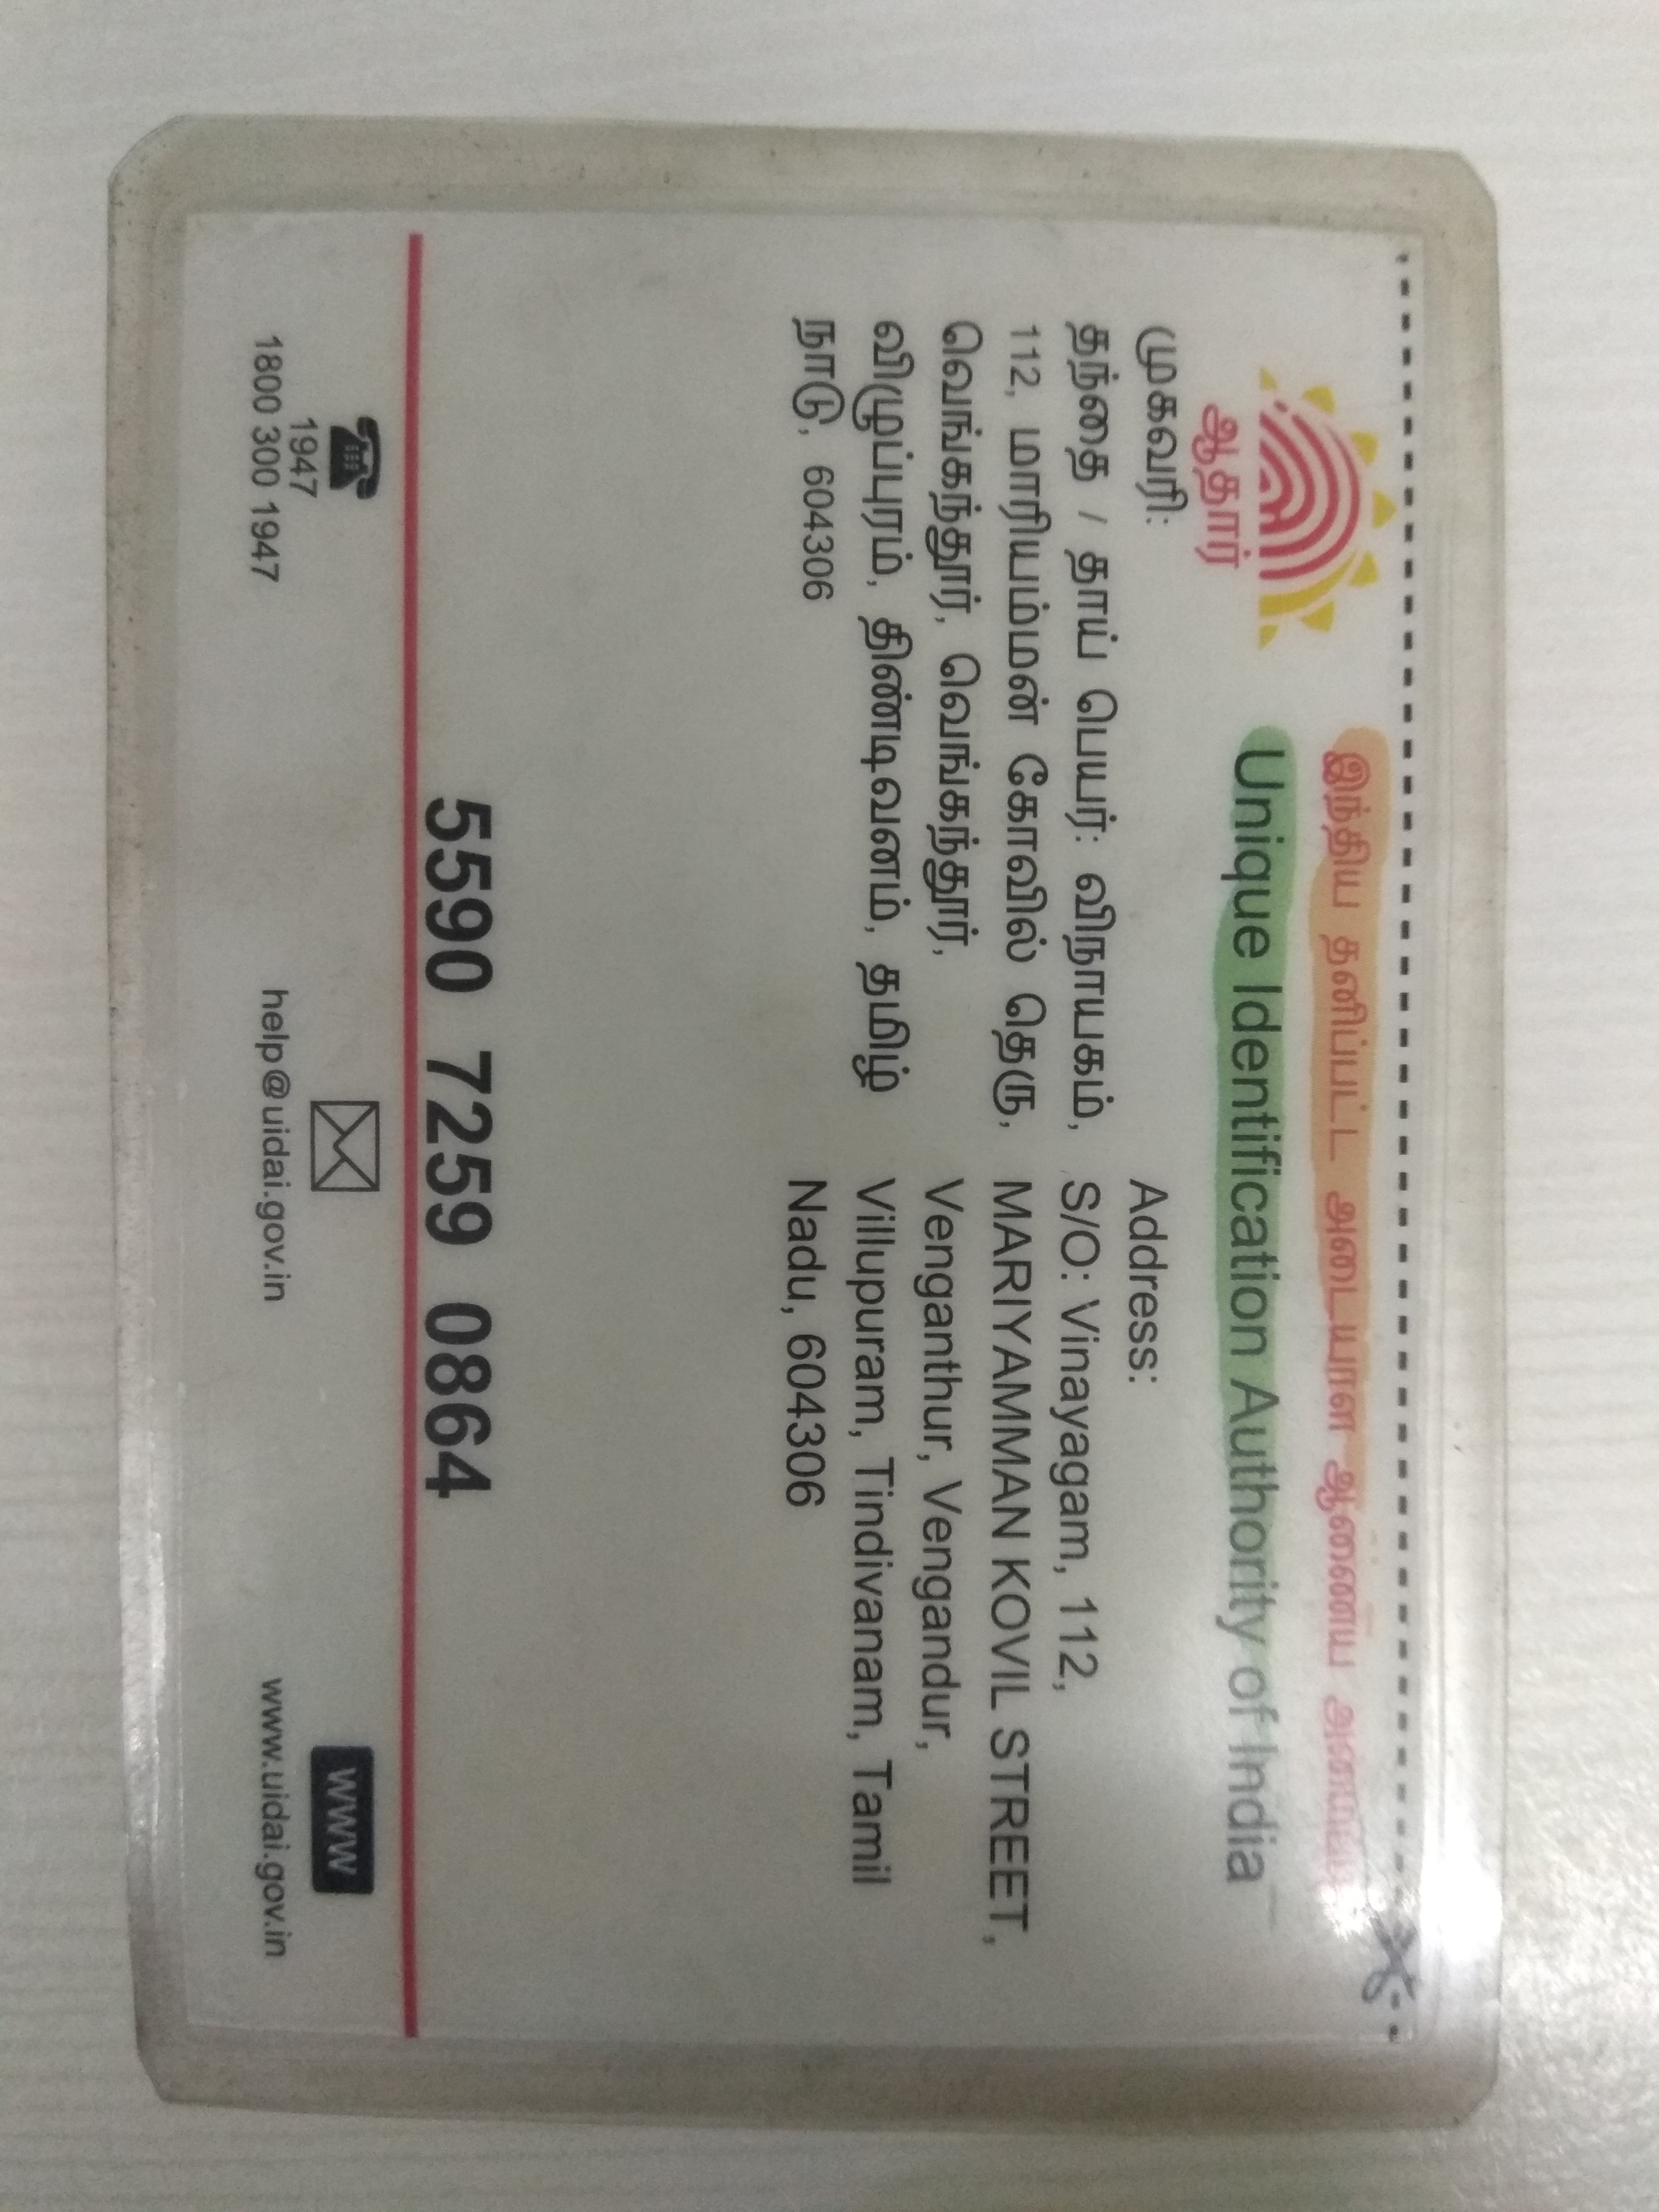 இந்திய தனிப்பட்ட அடையாள ஆணைய அமைப்பு
Unique Identification Authority of India
ஆதார்
முகவரி:
தந்தை / தாய் பெயர்: விநாயகம்,
112, மாரியம்மன் கோவில் தெரு,
வெங்கந்தூர், வெங்கந்தூர்,
விழுப்புரம், திண்டிவனம், தமிழ்
நாடு, 604306
Address:
S/O: Vinayagam, 112,
MARIYAMMAN KOVIL STREET,
Venganthur, Vengandur,
Villupuram, Tindivanam, Tamil
Nadu, 604306
5590 7259 0864
1947
1800 300 1947
help@uidai.gov.in
www
www.uidai.gov.in